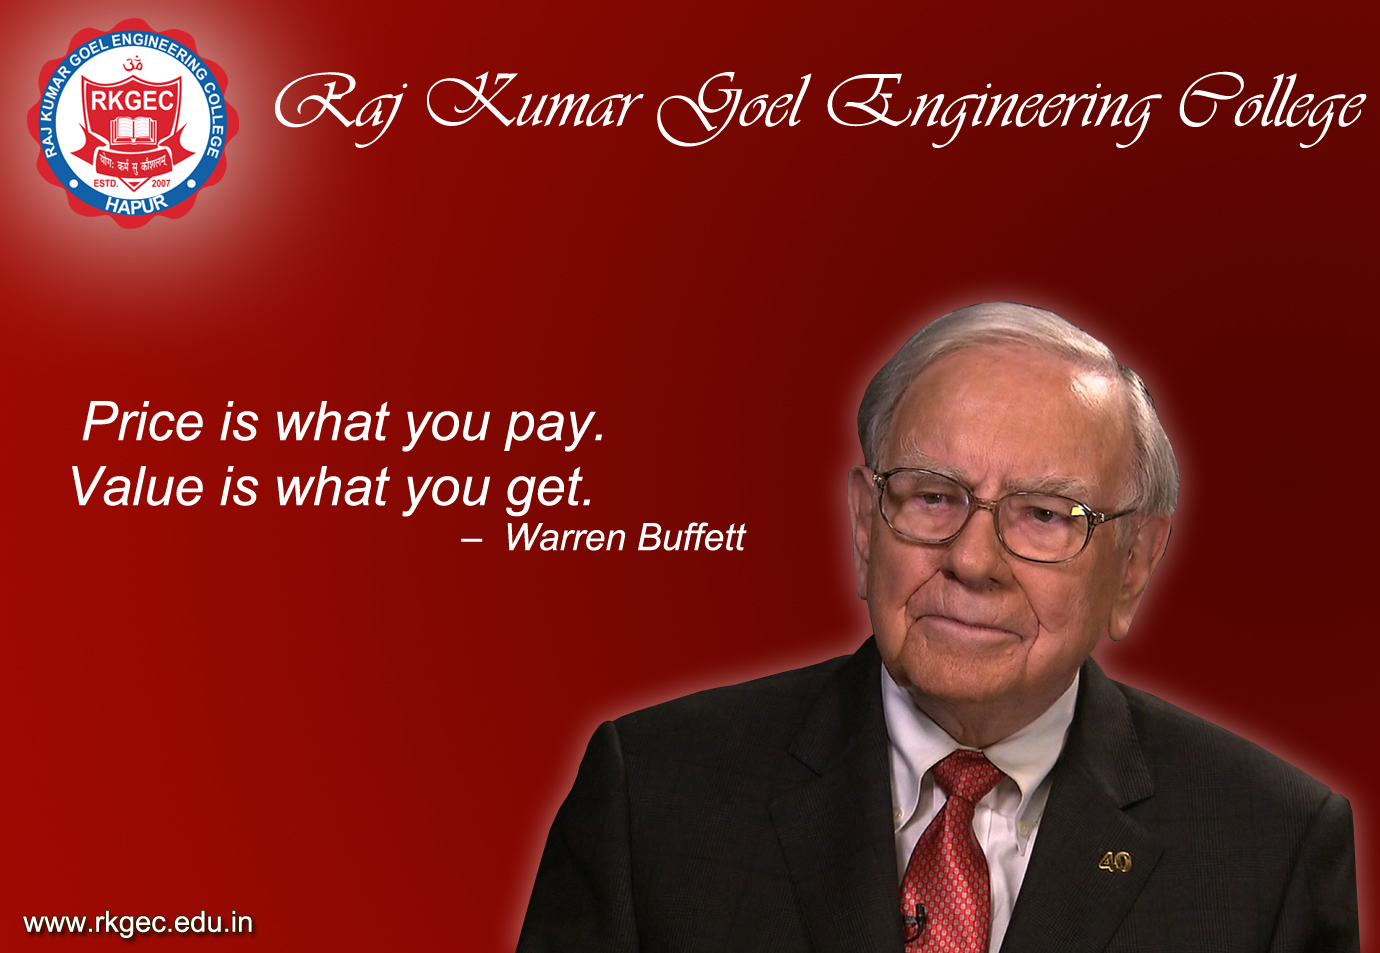 RAJ KUMAR GOEL ENGINEERING COLLEGE
ॐ
RKGEC
योगः कर्म सु कौशलम्
ESTD. 2007
HAPUR
Raj Kumar Goel Engineering College
Price is what you pay.
Value is what you get.
– Warren Buffett
40
www.rkgec.edu.in